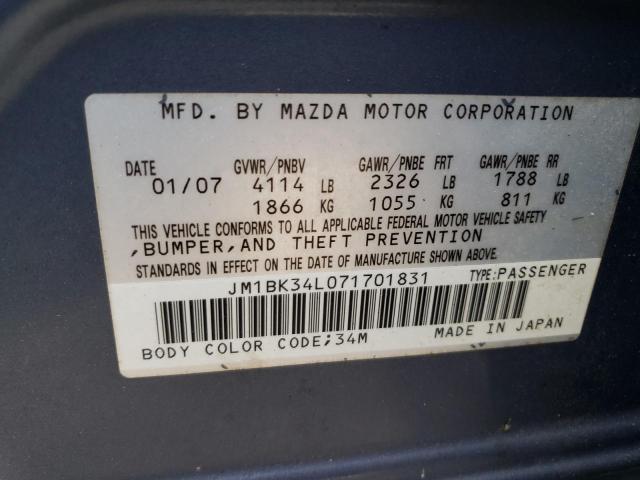 MFD. BY MAZDA MOTOR CORPORATION
DATE GVWR/PNBV GAWR/PNBE FRT GAWR/PNBE RR
01/07 4114 LB 2326 LB 1788 LB
1866 KG 1055 KG 811 KG
THIS VEHICLE CONFORMS TO ALL APPLICABLE FEDERAL MOTOR VEHICLE SAFETY
,BUMPER,AND THEFT PREVENTION
STANDARDS IN EFFECT ON THE DATE OF MANUFACTURE SHOWN ABOVE.
JM1BK34L071701831 TYPE:PASSENGER
BODY COLOR CODE;34M MADE IN JAPAN